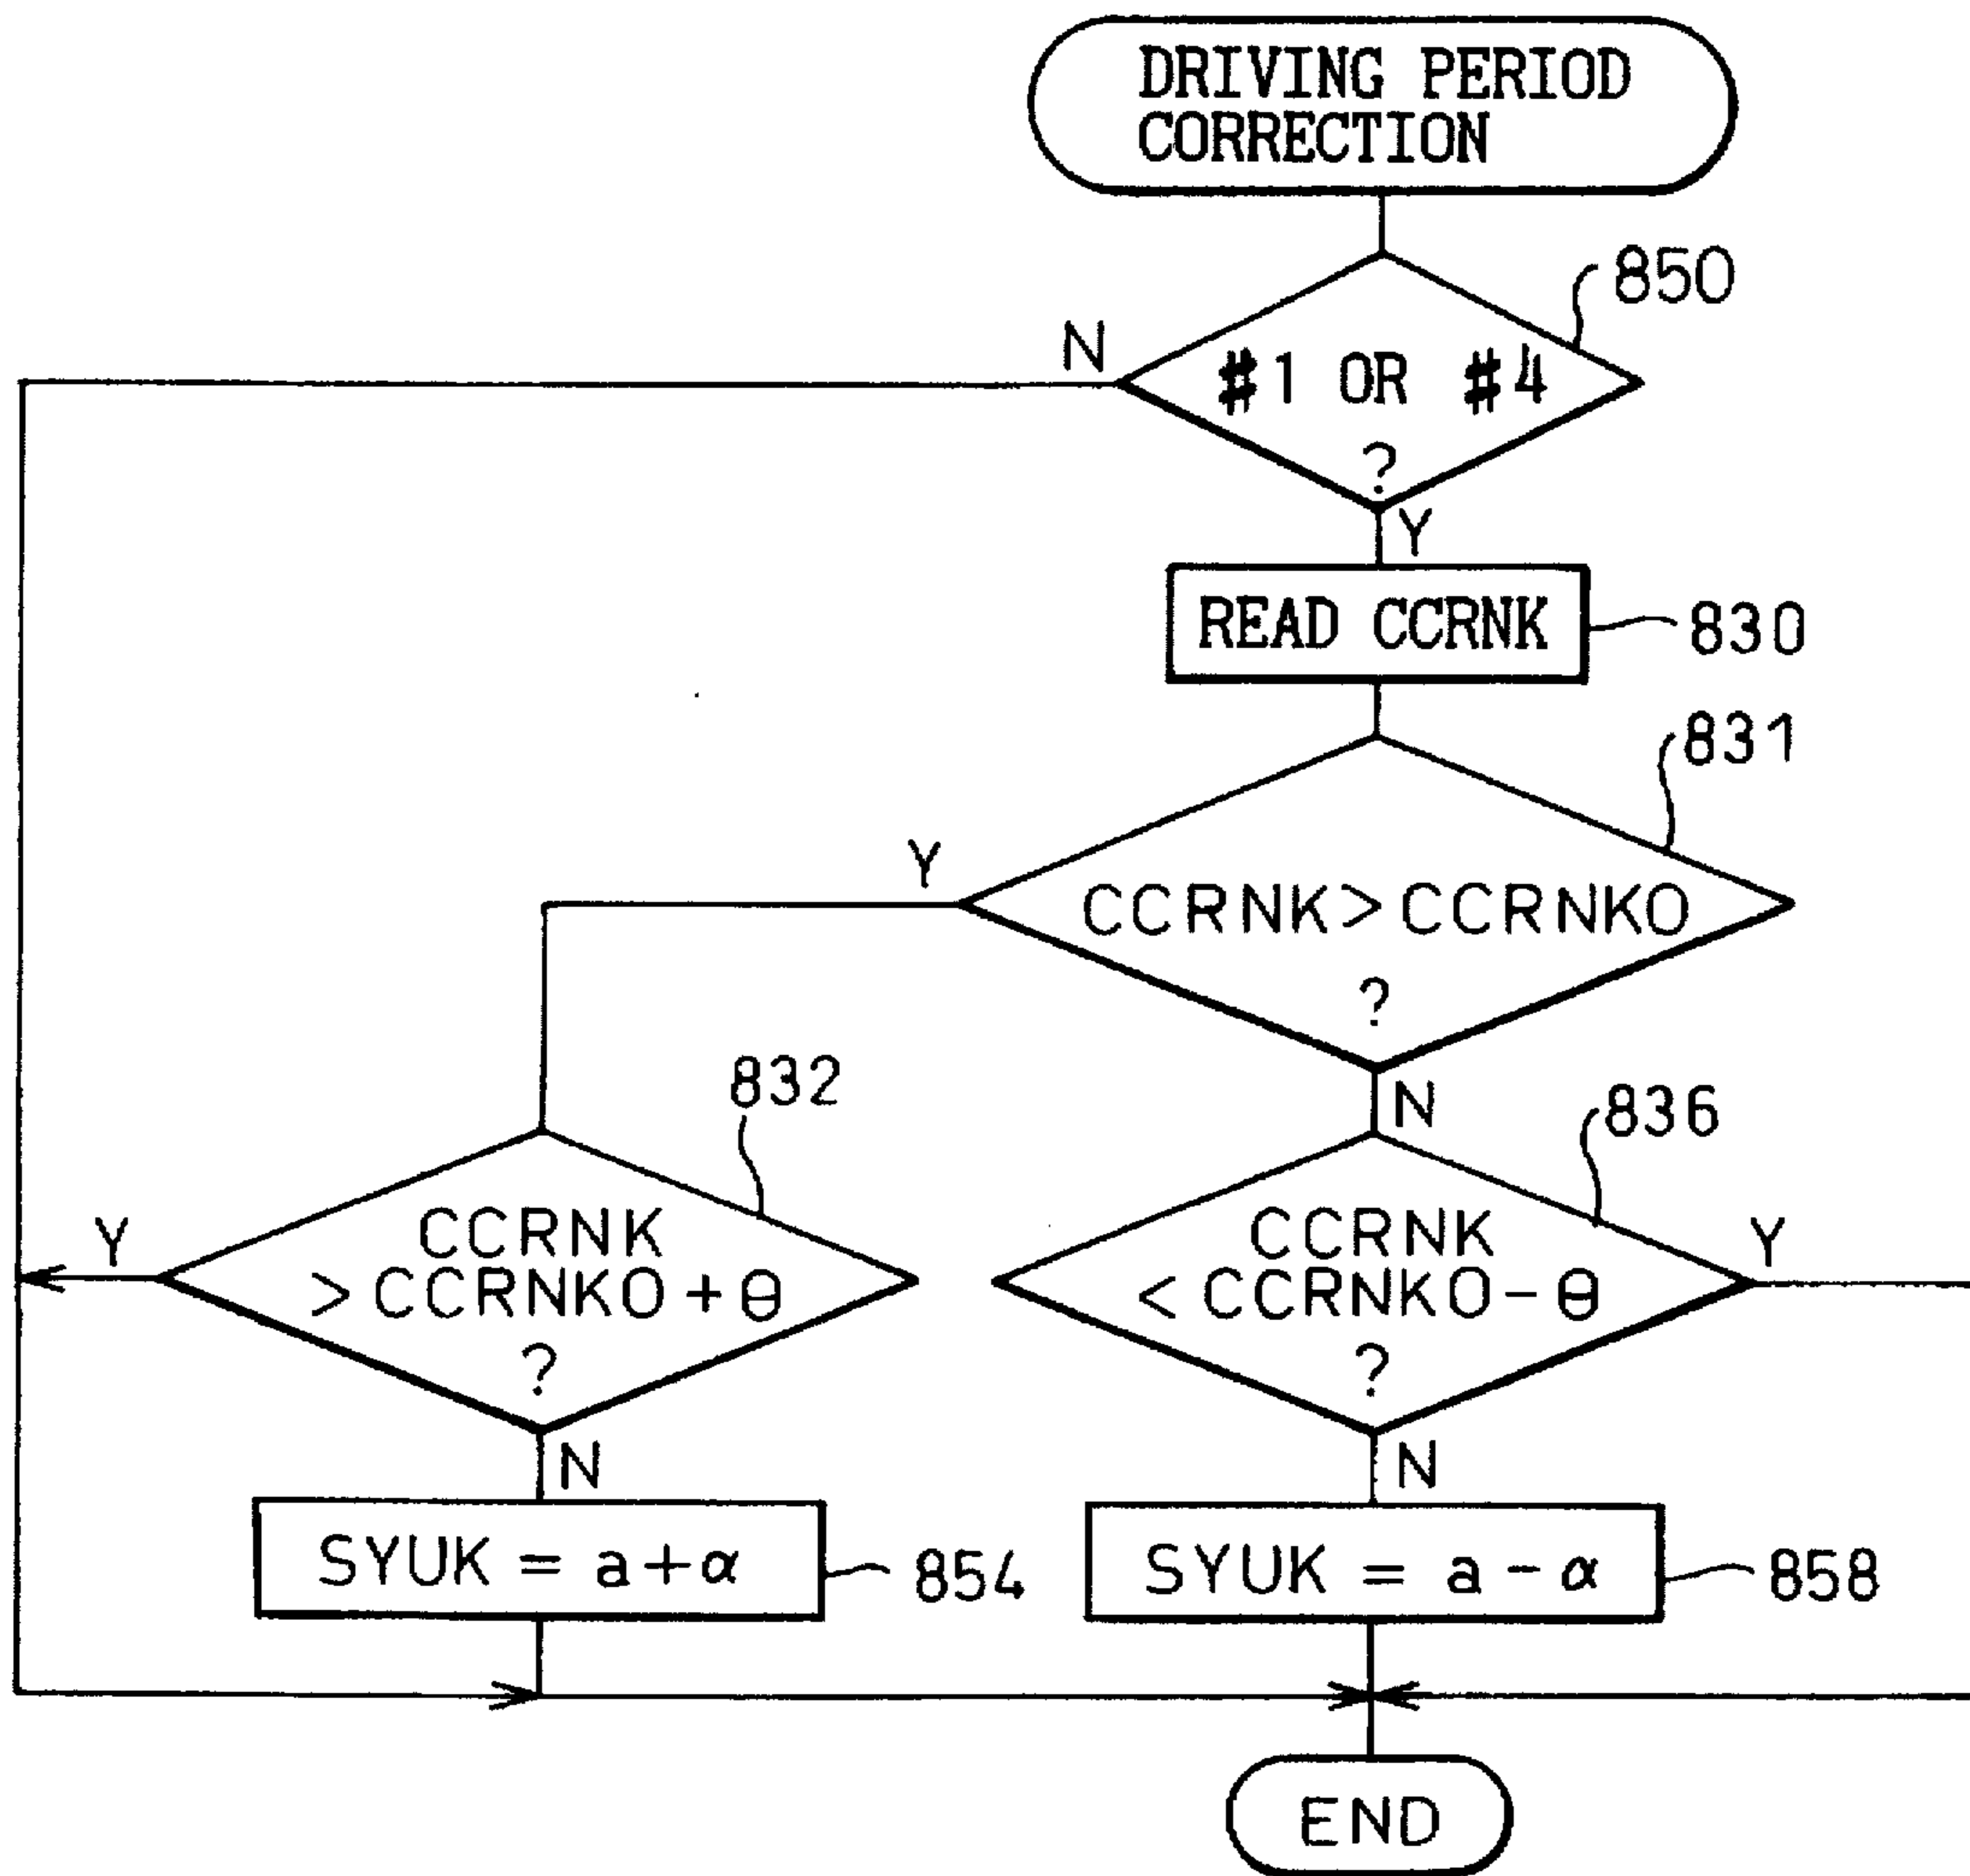 DRIVING PERIOD
CORRECTION
850
N
#1 OR #4
?
Y
READ CCRNK
830
831
Y
CCRNK>CCRNKO
?
N
832
836
Y
CCRNK
>CCRNKO+θ
?
N
CCRNK
<CCRNKO-θ
?
Y
N
SYUK = a+α
854
SYUK = a-α
858
END